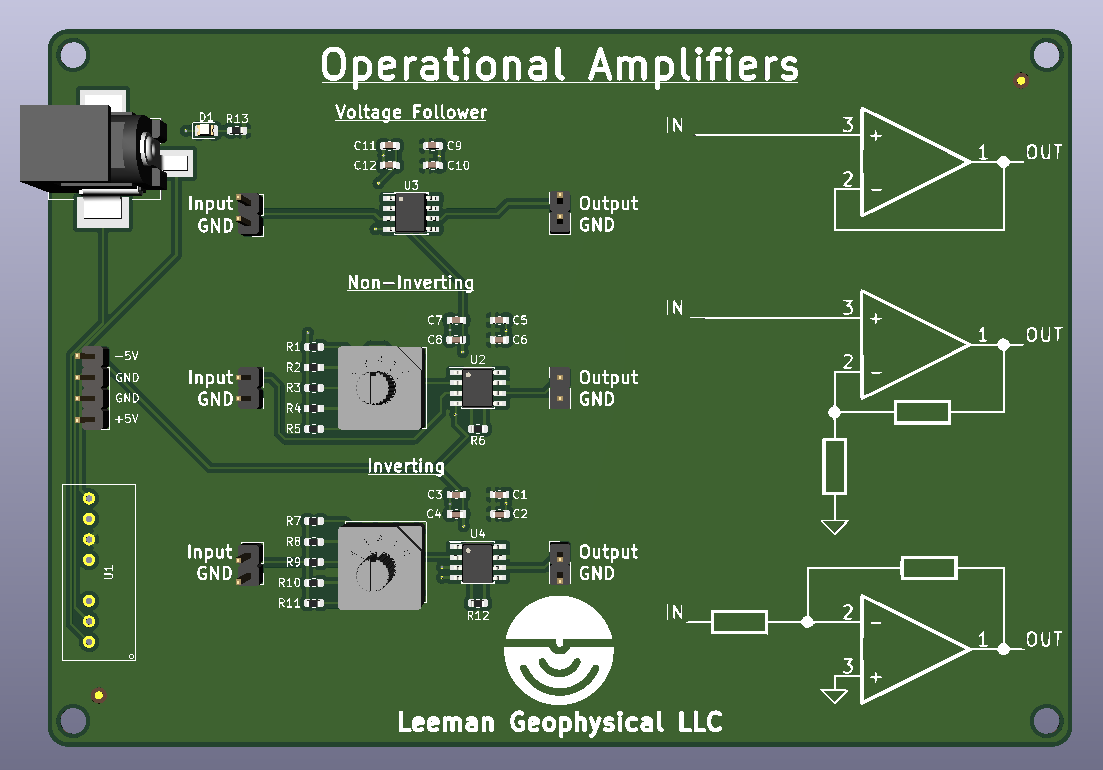 Operational Amplifiers
Voltage Follower
D1 R13
C11 C9
C12 C10
U3
Input Output
GND GND
IN 3 + 1 OUT
2 −
Non-Inverting
C7 C5
C8 C6
U2
R1
R2
R3
R4
R5
R6
−5V
GND
GND
+5V
Input Output
GND GND
IN 3 + 1 OUT
2 −
Inverting
C3 C1
C4 C2
U4
R7
R8
R9
R10
R11
R12
U1
Input Output
GND GND
IN 2 − 1 OUT
3 +
Leeman Geophysical LLC